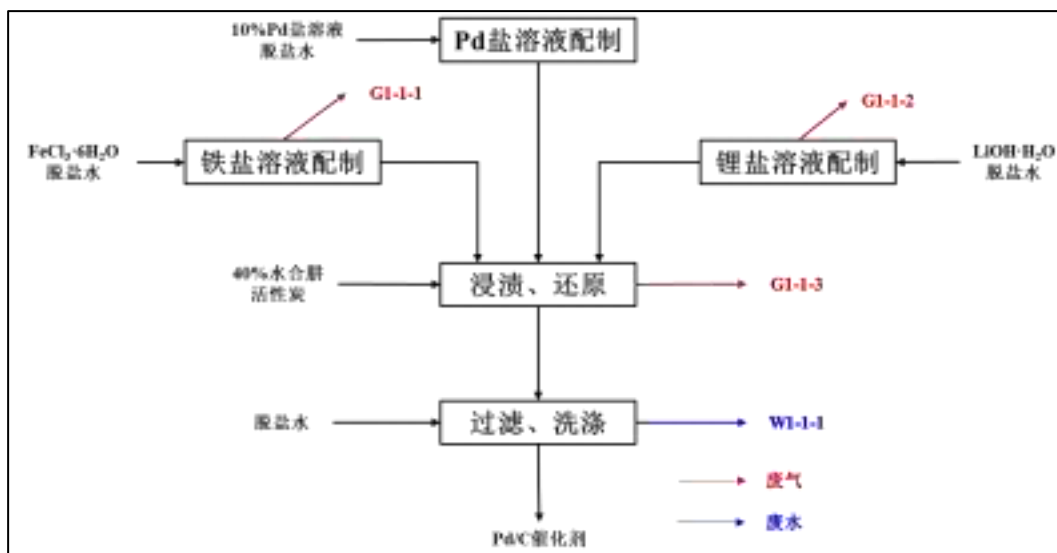 10%Pd盐溶液
脱盐水
Pd盐溶液配制
G1-1-1
G1-1-2
FeCl₃·6H₂O
脱盐水
铁盐溶液配制
锂盐溶液配制
LiOH·H₂O
脱盐水
40%水合肼
活性炭
浸渍、还原
G1-1-3
脱盐水
过滤、洗涤
W1-1-1
废气
废水
Pd/C催化剂